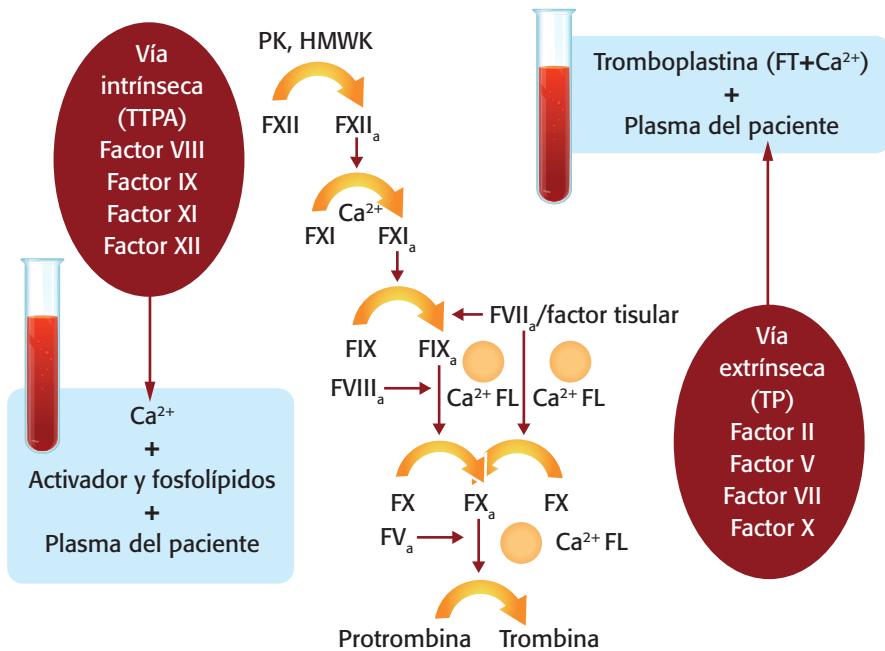 Vía
intrínseca
(TTPA)
Factor VIII
Factor IX
Factor XI
Factor XII
Ca²⁺
+
Activador y fosfolípidos
+
Plasma del paciente
PK, HMWK
FXII FXIIₐ
Ca²⁺
FXI FXIₐ
FVIIₐ/factor tisular
FIX FIXₐ
FVIIIₐ Ca²⁺ FL Ca²⁺ FL
FX FXₐ FX
FVₐ Ca²⁺ FL
Protrombina Trombina
Tromboplastina (FT+Ca²⁺)
+
Plasma del paciente
Vía
extrínseca
(TP)
Factor II
Factor V
Factor VII
Factor X